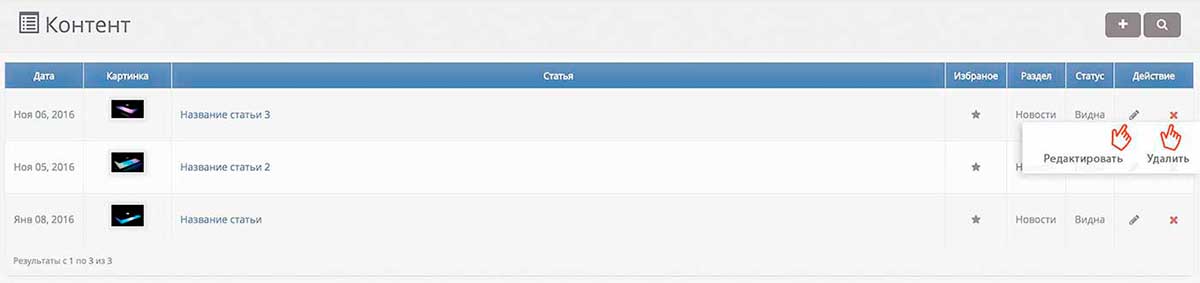 Контент
Дата Картинка Статья Избраное Раздел Статус Действие
Ноя 06, 2016 Название статьи 3 Новости Видна
Редактировать Удалить
Ноя 05, 2016 Название статьи 2
Янв 08, 2016 Название статьи Новости Видна
Результаты с 1 по 3 из 3